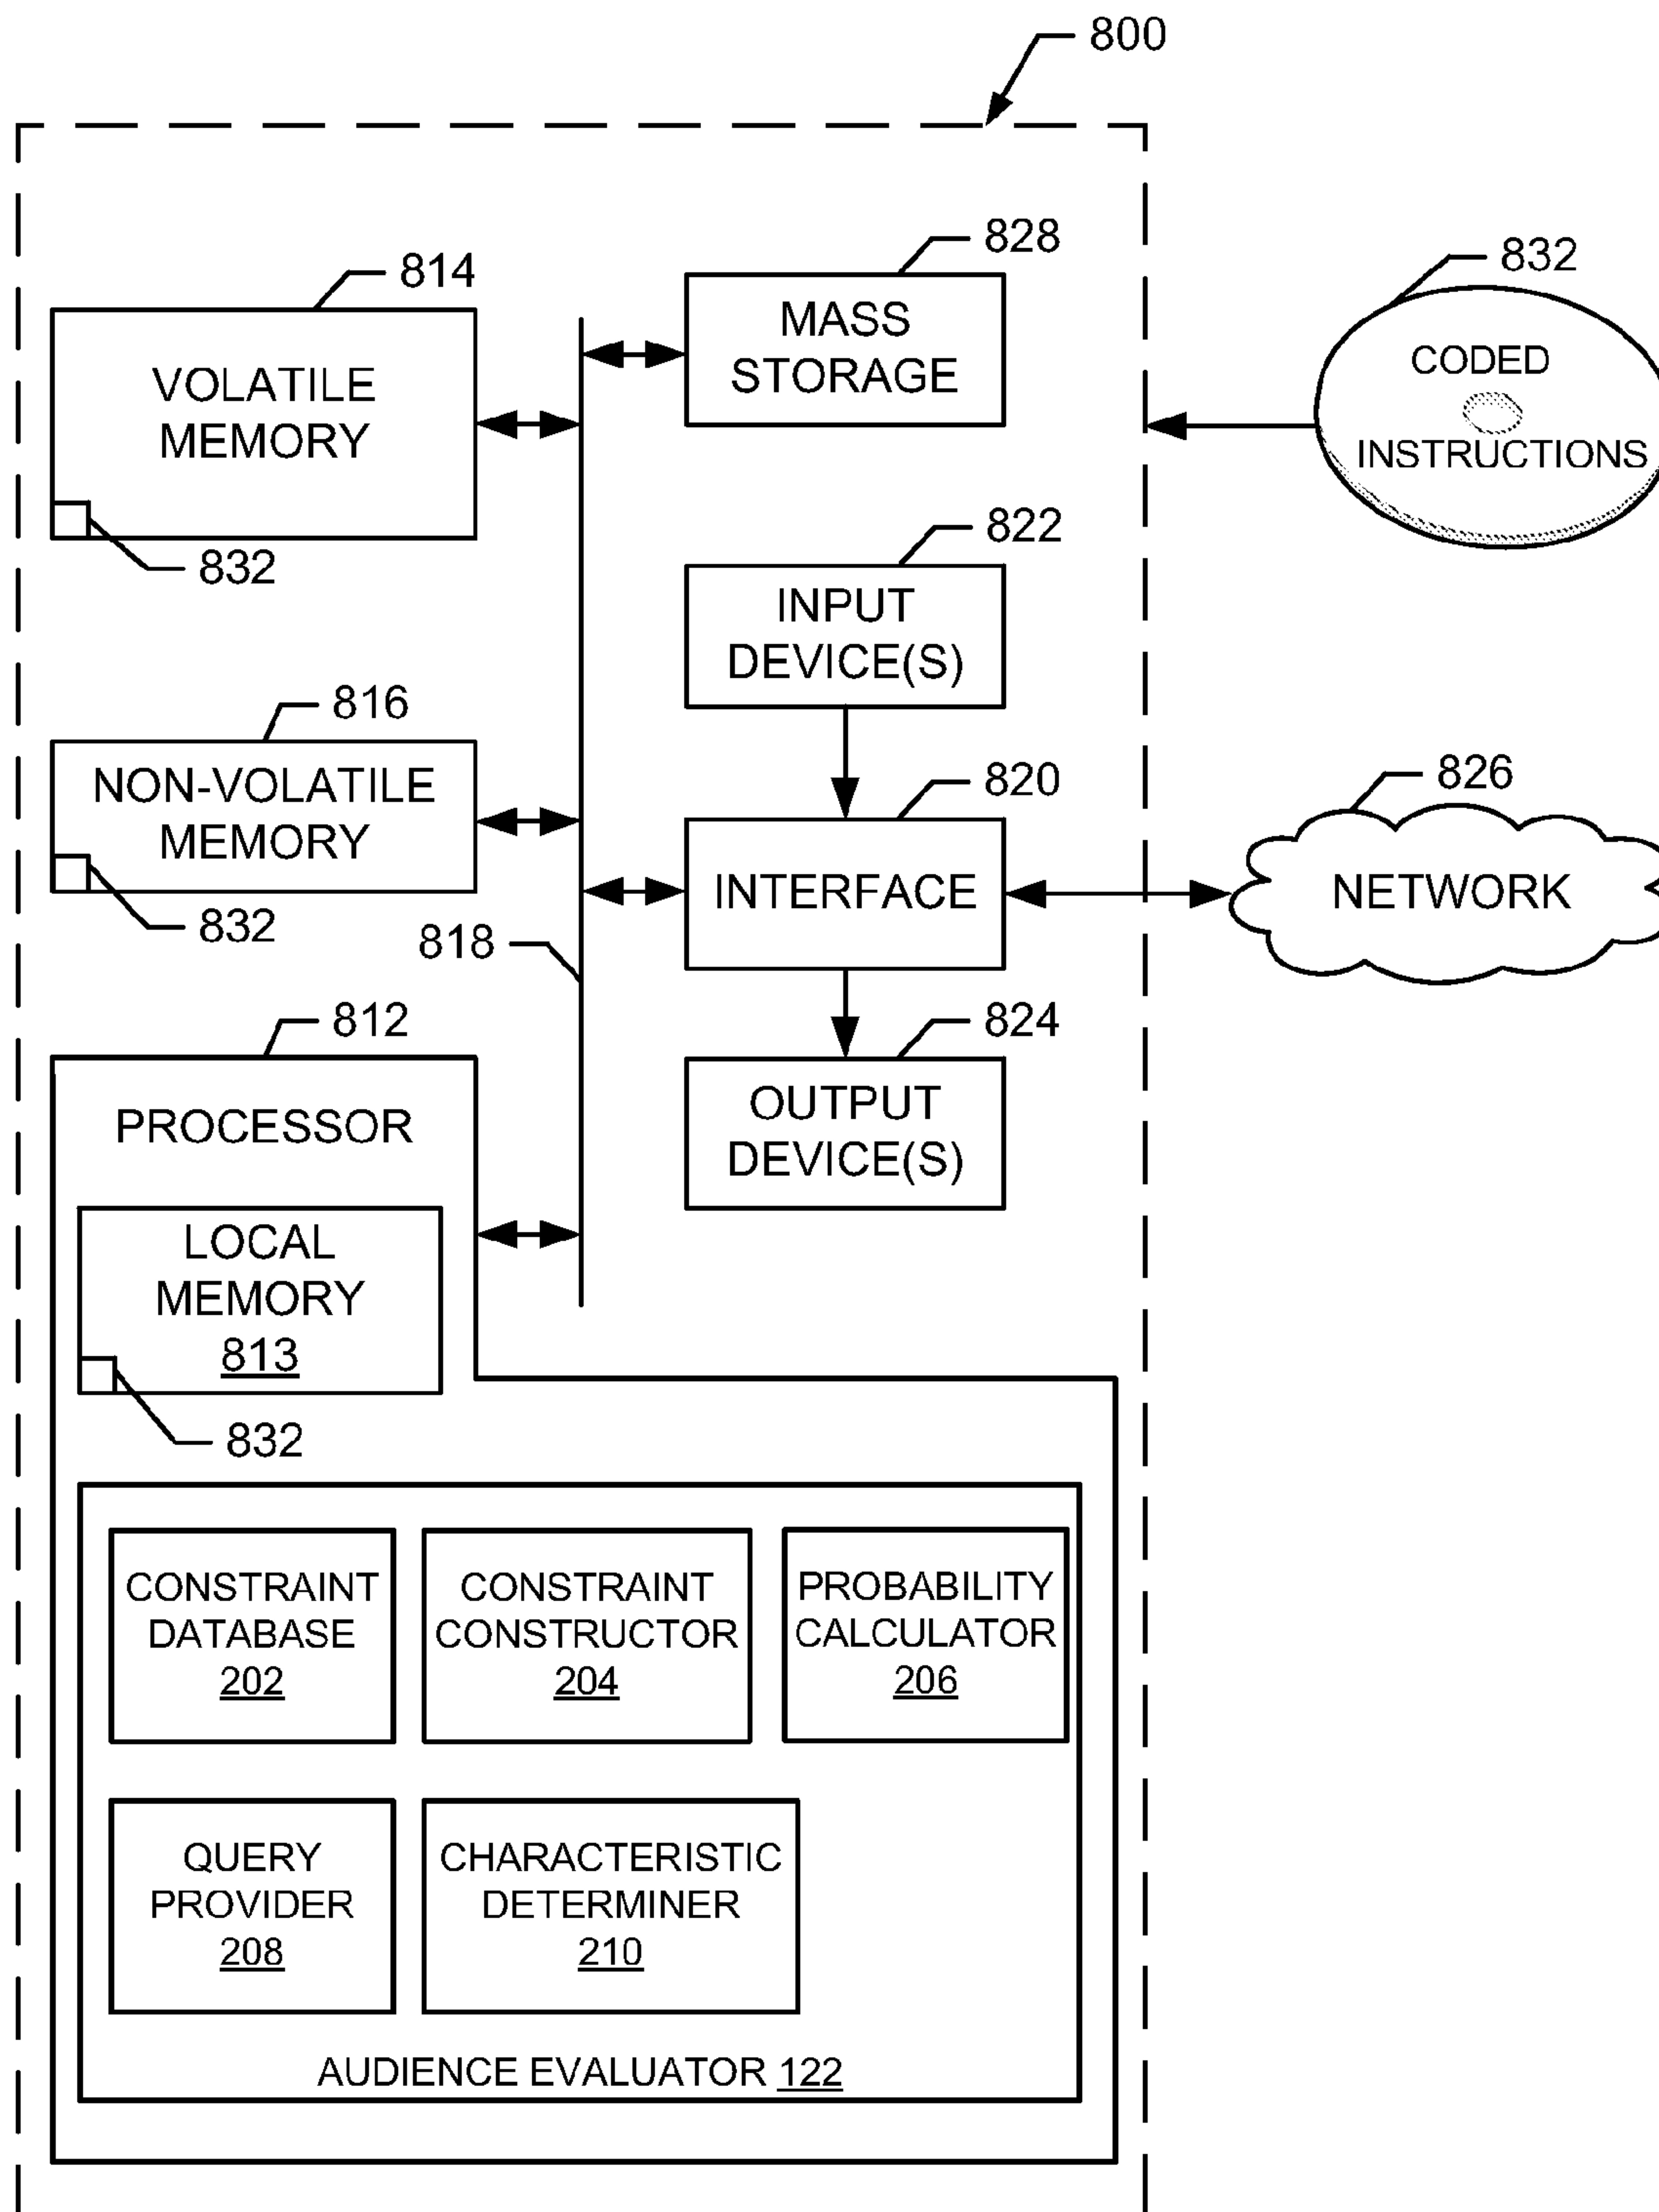 800
828
814
832
MASS
STORAGE
VOLATILE
MEMORY
CODED
INSTRUCTIONS
832
822
INPUT
DEVICE(S)
816
NON-VOLATILE
MEMORY
832
820
INTERFACE
826
NETWORK
818
812
824
OUTPUT
DEVICE(S)
PROCESSOR
LOCAL
MEMORY
813
832
CONSTRAINT
DATABASE
202
CONSTRAINT
CONSTRUCTOR
204
PROBABILITY
CALCULATOR
206
QUERY
PROVIDER
208
CHARACTERISTIC
DETERMINER
210
AUDIENCE EVALUATOR 122